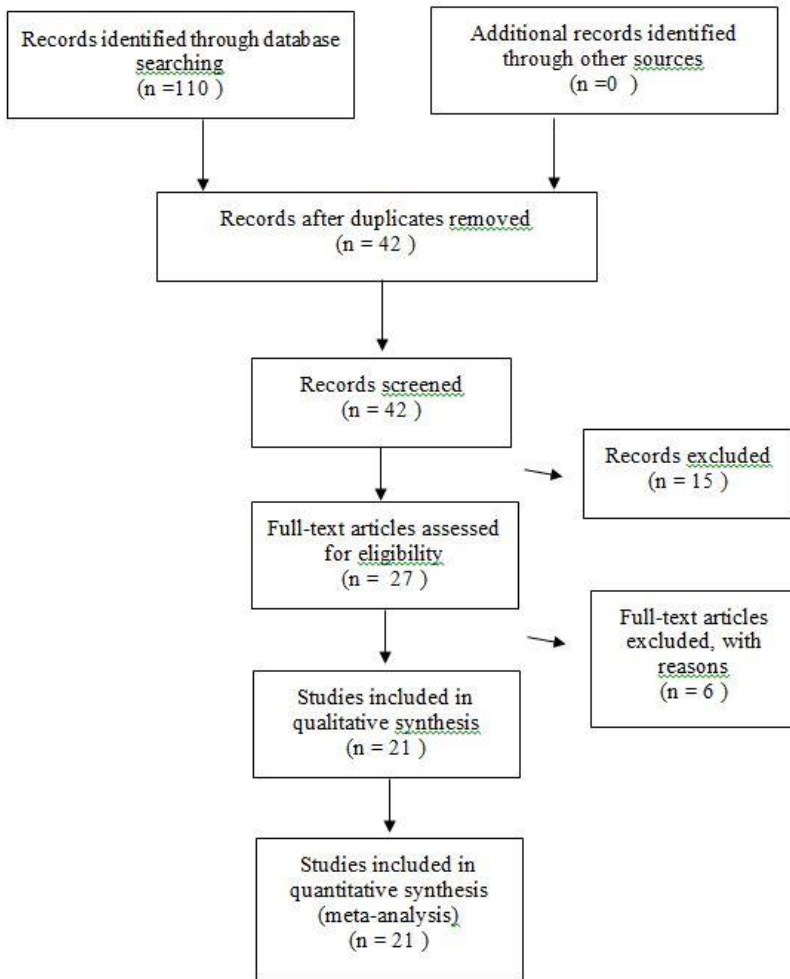 Records identified through database
searching
(n =110 )
Additional records identified
through other sources
(n =0  )
Records after duplicates removed
(n = 42 )
Records screened
(n = 42 )
Records excluded
(n = 15 )
Full-text articles assessed
for eligibility
(n =  27 )
Full-text articles
excluded, with
reasons
(n = 6 )
Studies included in
qualitative synthesis
(n = 21 )
Studies included in
quantitative synthesis
(meta-analysis)
(n = 21 )